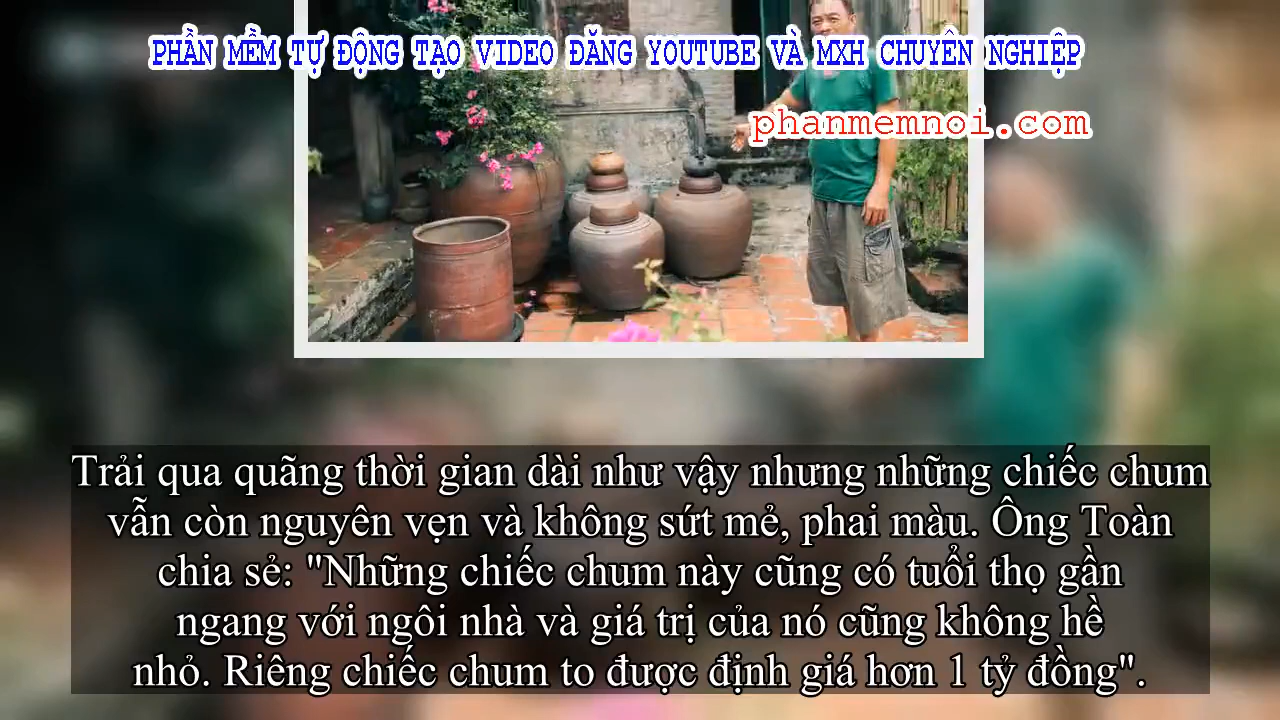 PHẦN MỀM TỰ ĐỘNG TẠO VIDEO ĐĂNG YOUTUBE VÀ MXH CHUYÊN NGHIỆP
phanmemnoi.com
Trải qua quãng thời gian dài như vậy nhưng những chiếc chum
vẫn còn nguyên vẹn và không sứt mẻ, phai màu. Ông Toàn
chia sẻ: "Những chiếc chum này cũng có tuổi thọ gần
ngang với ngôi nhà và giá trị của nó cũng không hề
nhỏ. Riêng chiếc chum to được định giá hơn 1 tỷ đồng".